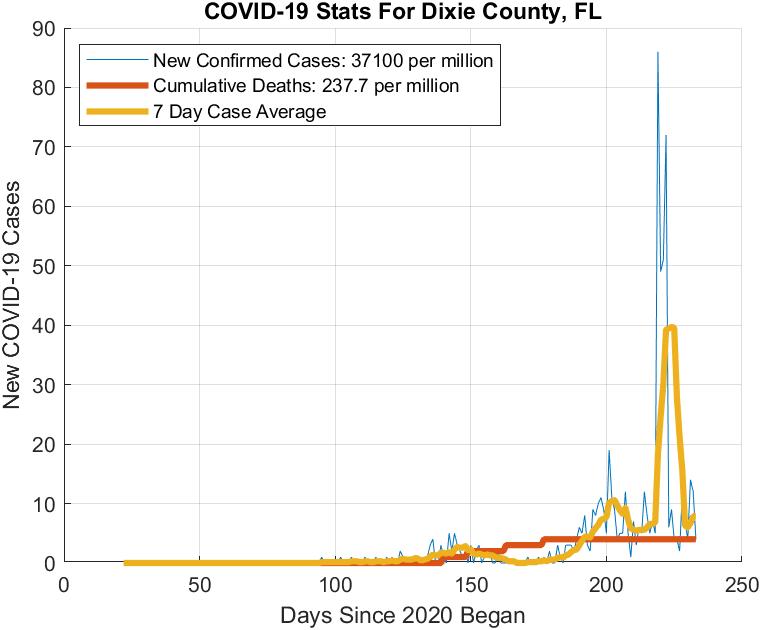 COVID-19 Stats For Dixie County, FL
New Confirmed Cases: 37100 per million
Cumulative Deaths: 237.7 per million
7 Day Case Average
New COVID-19 Cases
90
80
70
60
50
40
30
20
10
0
0 50 100 150 200 250
Days Since 2020 Began